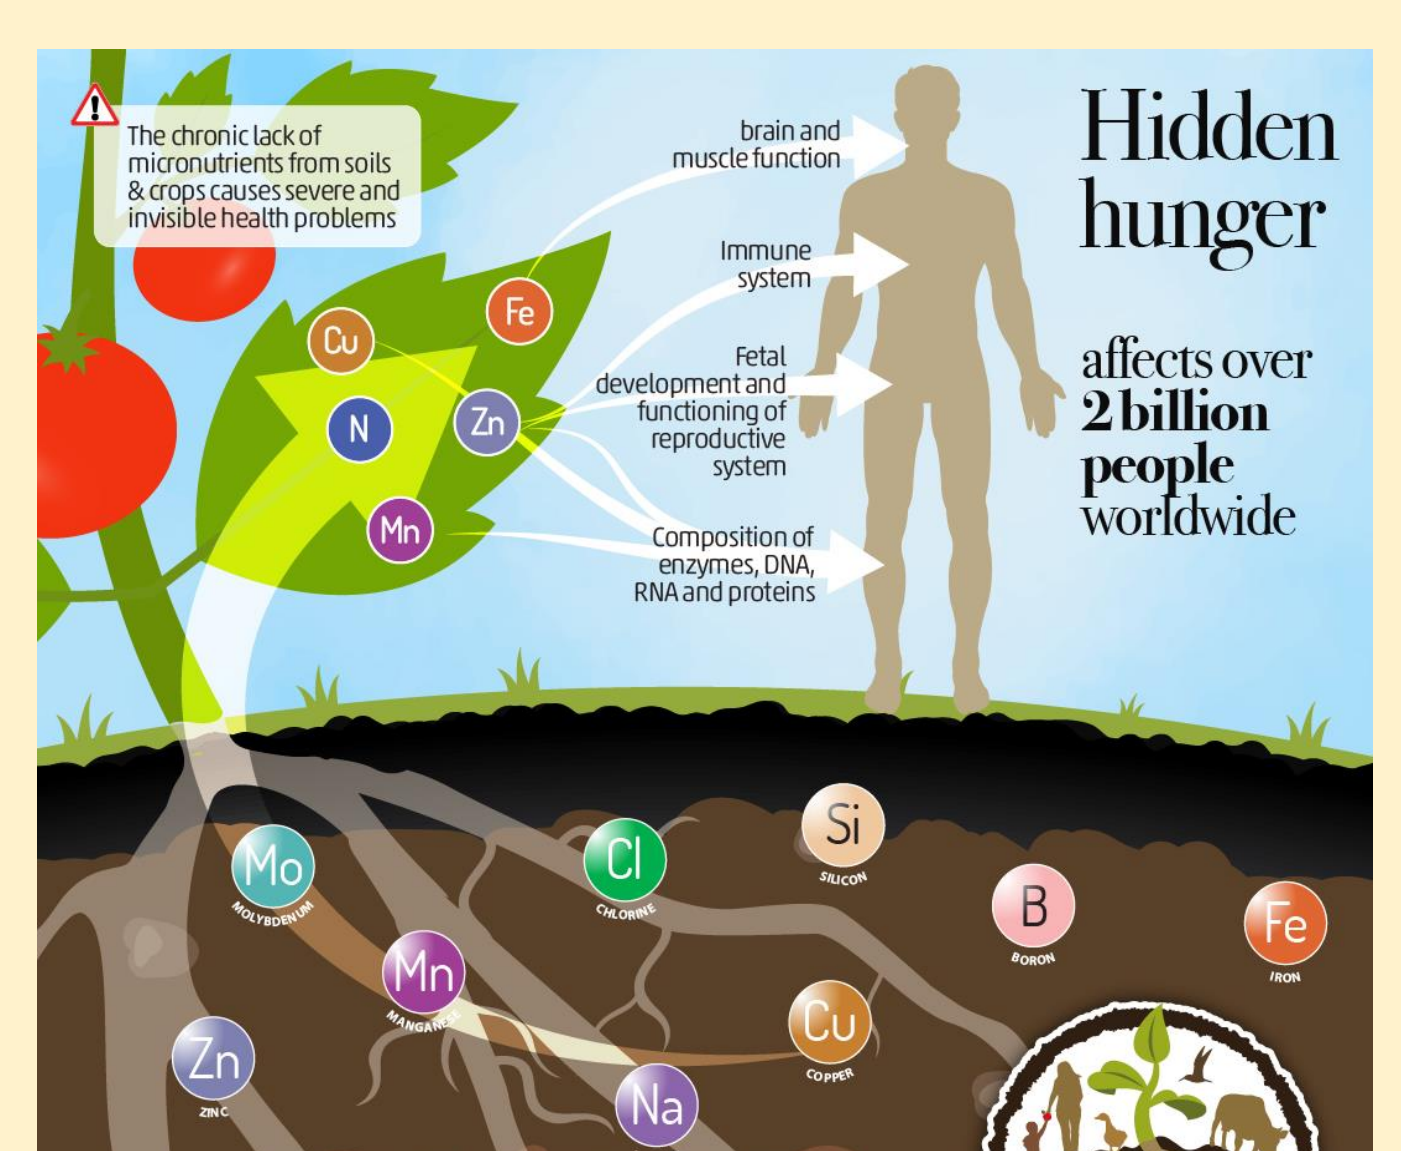 The chronic lack of
micronutrients from soils
& crops causes severe and
invisible health problems
brain and
muscle function
Immune
system
Fetal
development and
functioning of
reproductive
system
Composition of
enzymes, DNA,
RNA and proteins
Hidden
hunger
affects over
2 billion
people
worldwide
Fe
Cu
N
Zn
Mn
Mo
MOLYBDENUM
Cl
CHLORINE
Si
SILICON
B
BORON
Fe
IRON
Mn
MANGANESE
Cu
COPPER
Zn
ZINC
Na